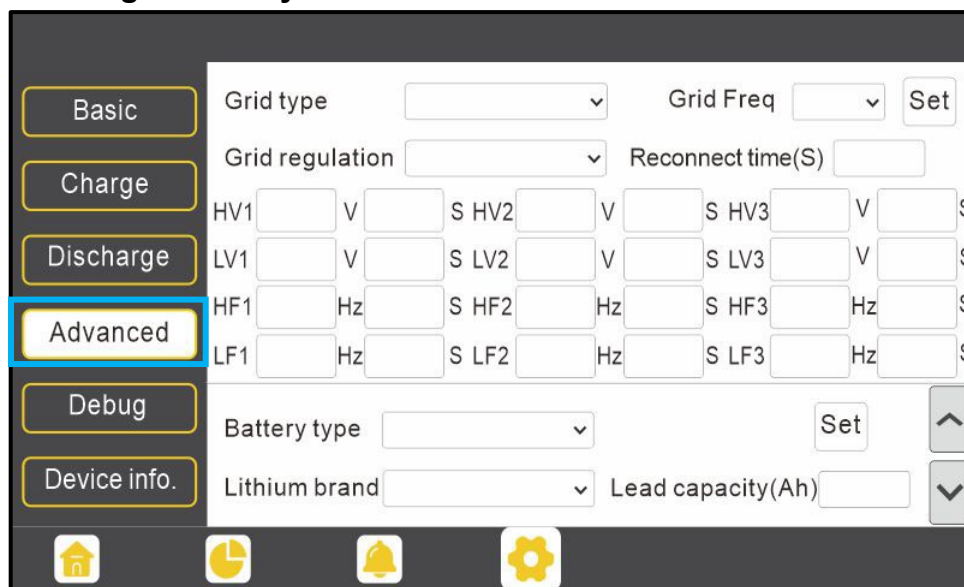 Basic
Charge
Discharge
Advanced
Debug
Device info.
Grid type Grid Freq Set
Grid regulation Reconnect time(S)
HV1 V S HV2 V S HV3 V S
LV1 V S LV2 V S LV3 V S
HF1 Hz S HF2 Hz S HF3 Hz S
LF1 Hz S LF2 Hz S LF3 Hz S
Battery type Set
Lithium brand Lead capacity(Ah)